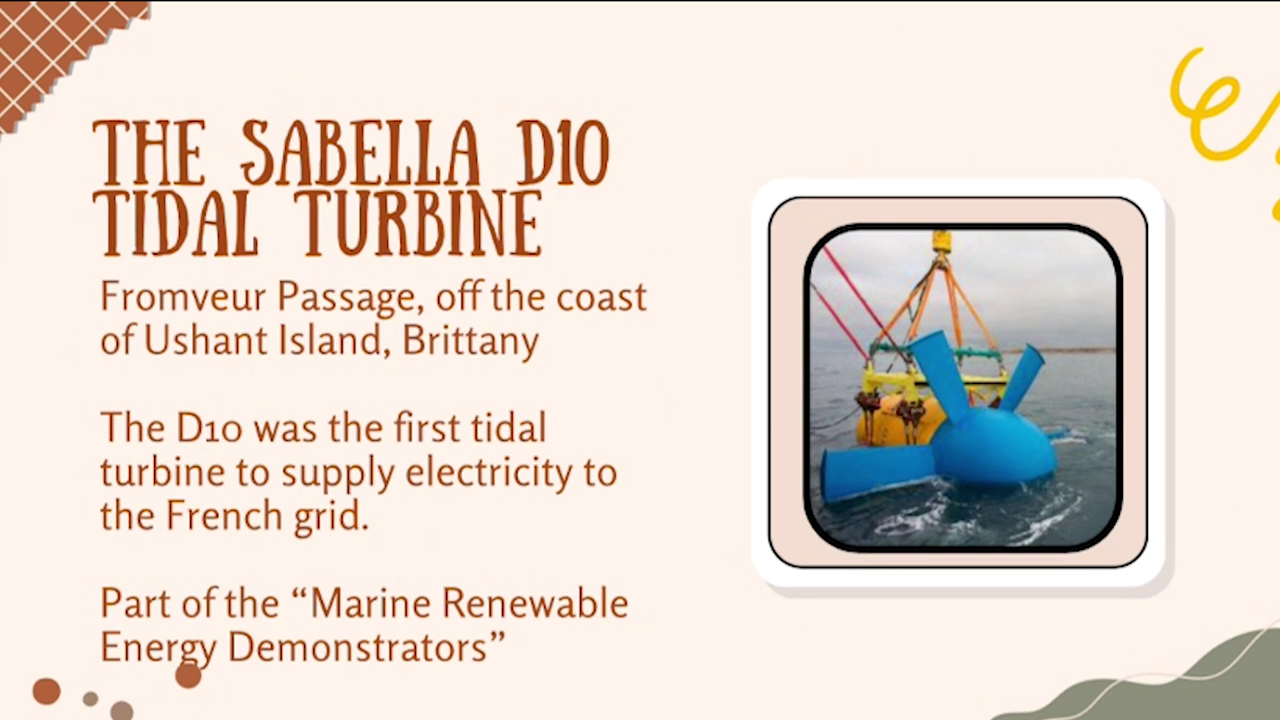 THE SABELLA D10
TIDAL TURBINE
Fromveur Passage, off the coast
of Ushant Island, Brittany
The D10 was the first tidal
turbine to supply electricity to
the French grid.
Part of the “Marine Renewable
Energy Demonstrators”